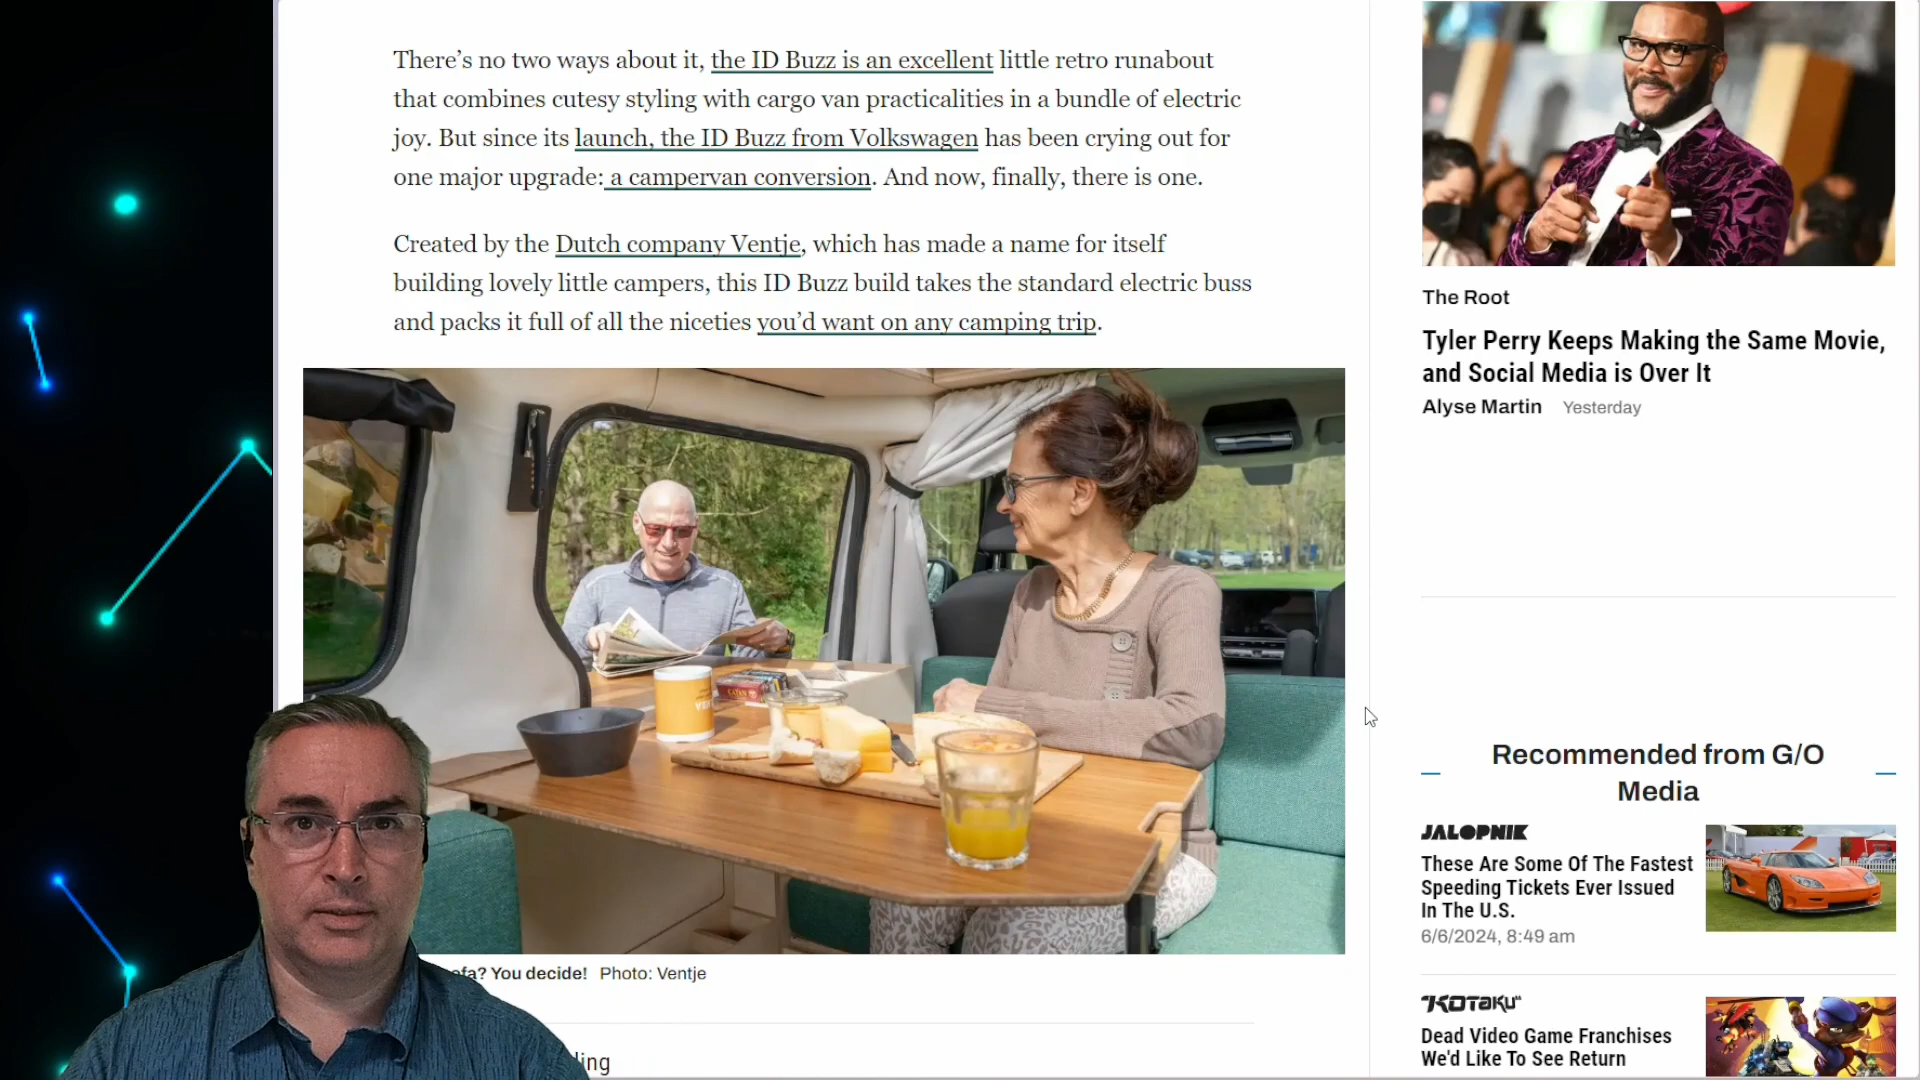 There’s no two ways about it, the ID Buzz is an excellent little retro runabout
that combines cutesy styling with cargo van practicalities in a bundle of electric
joy. But since its launch, the ID Buzz from Volkswagen has been crying out for
one major upgrade: a campervan conversion. And now, finally, there is one.
Created by the Dutch company Ventje, which has made a name for itself
building lovely little campers, this ID Buzz build takes the standard electric buss
and packs it full of all the niceties you’d want on any camping trip.
You decide! Photo: Ventje
The Root
Tyler Perry Keeps Making the Same Movie,
and Social Media is Over It
Alyse Martin Yesterday
Recommended from G/O
Media
JALOPNIK
These Are Some Of The Fastest
Speeding Tickets Ever Issued
In The U.S.
6/6/2024, 8:49 am
KOTAKU
Dead Video Game Franchises
We'd Like To See Return